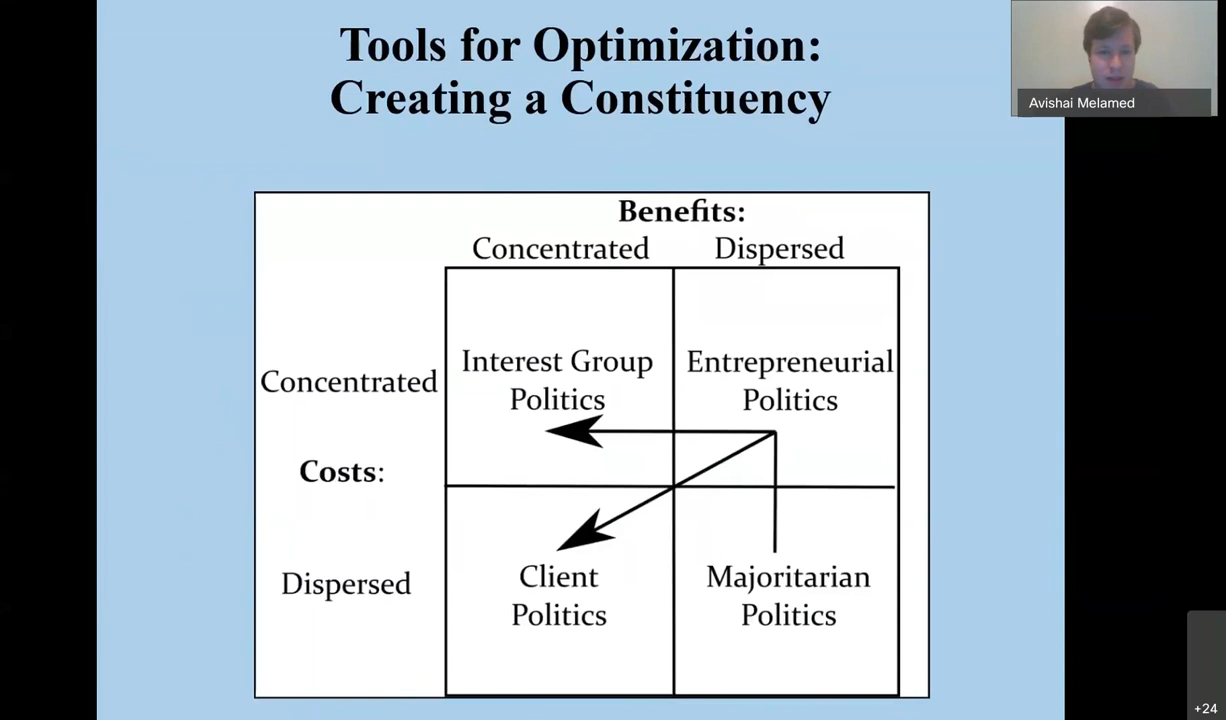 Tools for Optimization:
Creating a Constituency
Avishai Melamed
Benefits:
Concentrated Dispersed
Concentrated
Interest Group
Politics
Entrepreneurial
Politics
Costs:
Dispersed
Client
Politics
Majoritarian
Politics
+24